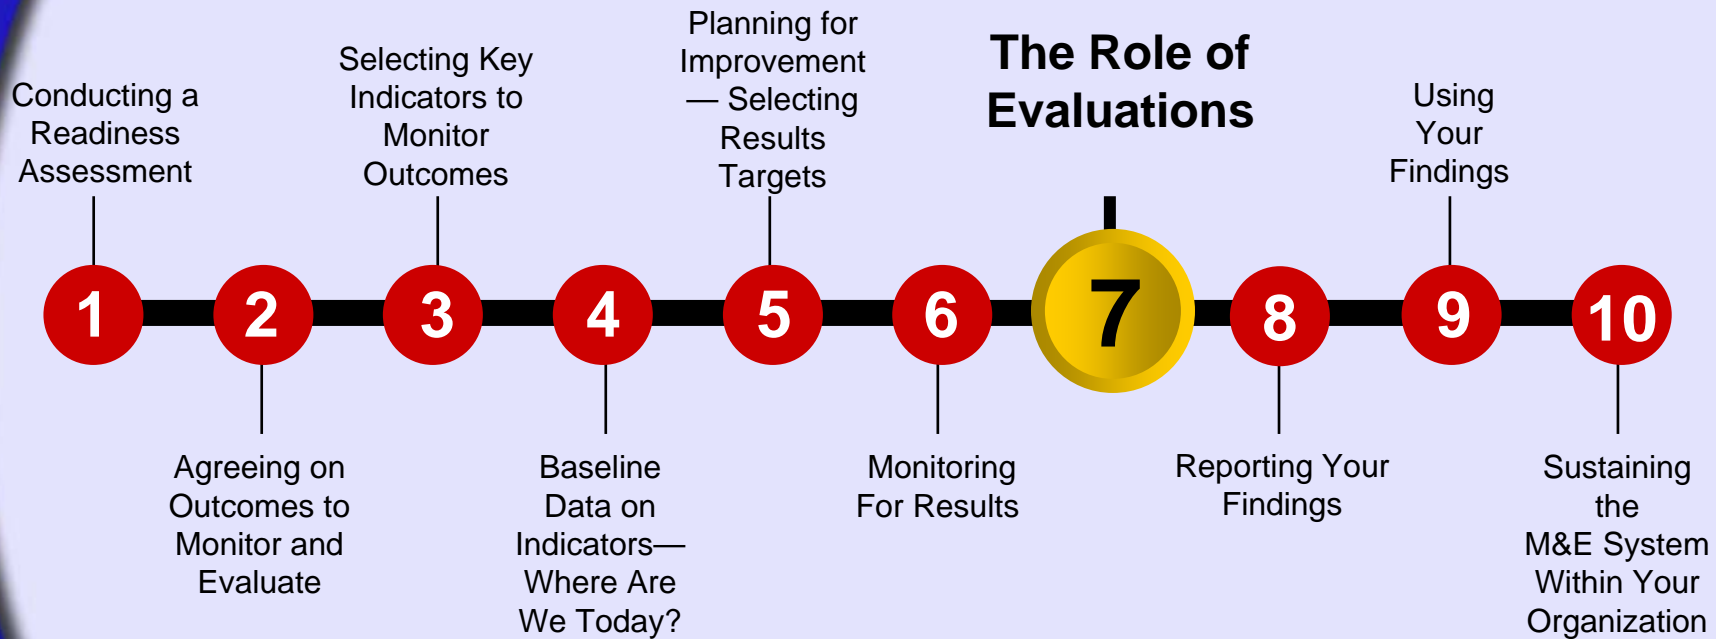 Conducting a
Readiness
Assessment
Selecting Key
Indicators to
Monitor
Outcomes
Planning for
Improvement
— Selecting
Results
Targets
The Role of
Evaluations
Using
Your
Findings
1 2 3 4 5 6 7 8 9 10
Agreeing on
Outcomes to
Monitor and
Evaluate
Baseline
Data on
Indicators—
Where Are
We Today?
Monitoring
For Results
Reporting Your
Findings
Sustaining
the
M&E System
Within Your
Organization